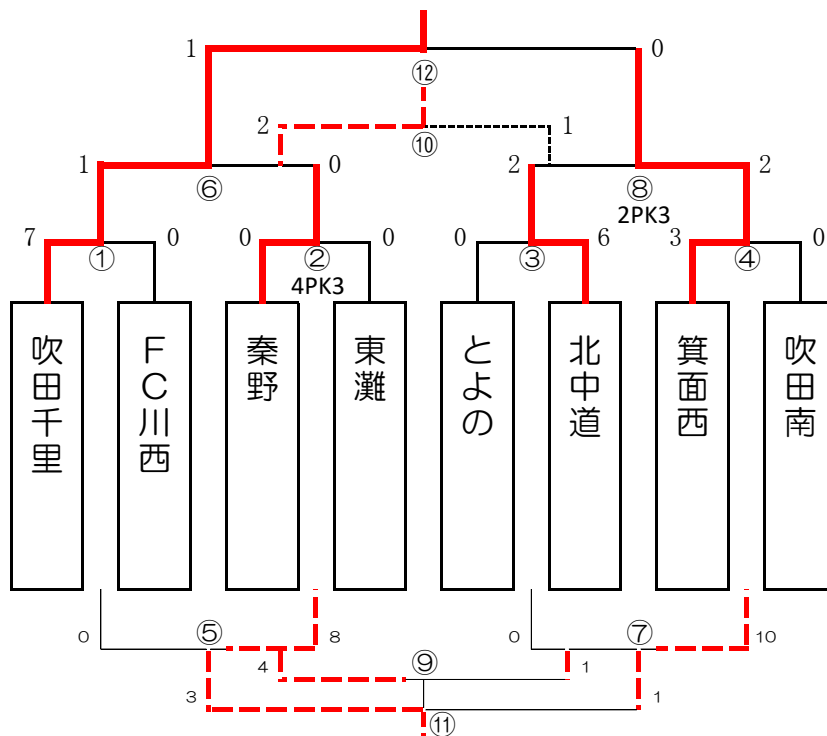 1 0
⑫
2 1
⑩
1 0 2 2
⑥ ⑧
2PK3
7 0 0 0 0 6 3 0
① ② ③ ④
4PK3
吹田千里
FC川西
秦野
東灘
とよの
北中道
箕面西
吹田南
0 ⑤ 8 0 ⑦ 10
4 ⑨ 1
3 1
⑪